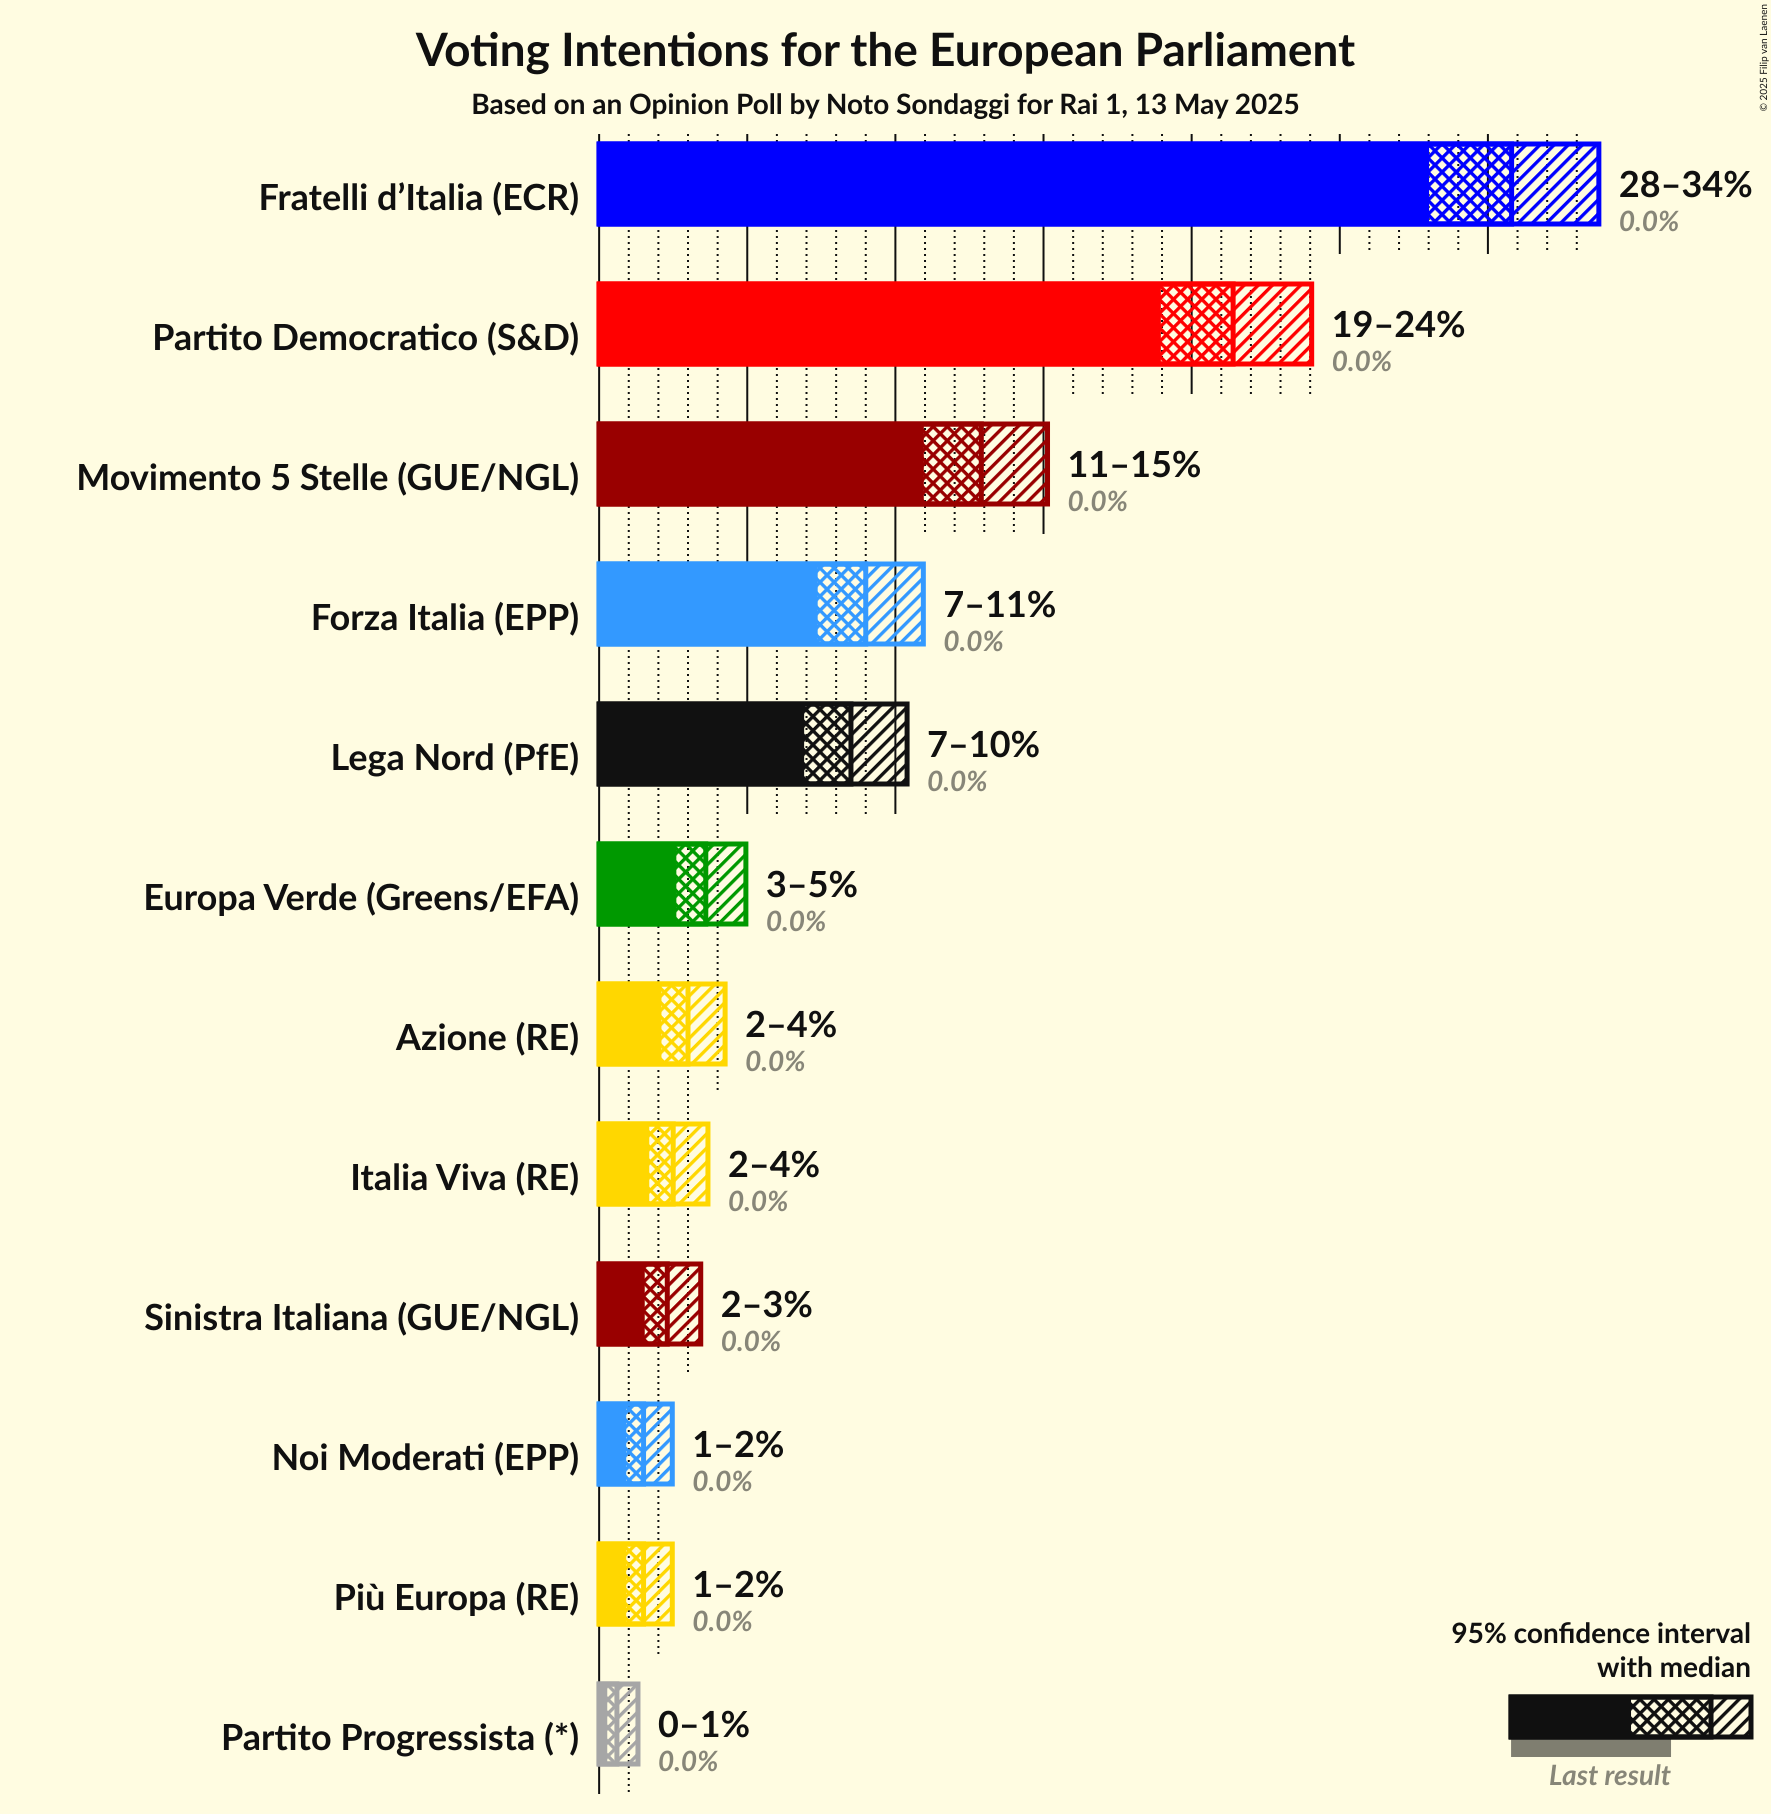 Voting Intentions for the European Parliament
Based on an Opinion Poll by Noto Sondaggi for Rai 1, 13 May 2025
© 2025 Filip van Laenen
Fratelli d’Italia (ECR)
28–34%
0.0%
Partito Democratico (S&D)
19–24%
0.0%
Movimento 5 Stelle (GUE/NGL)
11–15%
0.0%
Forza Italia (EPP)
7–11%
0.0%
Lega Nord (PfE)
7–10%
0.0%
Europa Verde (Greens/EFA)
3–5%
0.0%
Azione (RE)
2–4%
0.0%
Italia Viva (RE)
2–4%
0.0%
Sinistra Italiana (GUE/NGL)
2–3%
0.0%
Noi Moderati (EPP)
1–2%
0.0%
Più Europa (RE)
1–2%
0.0%
Partito Progressista (*)
0–1%
0.0%
95% confidence interval
with median
Last result